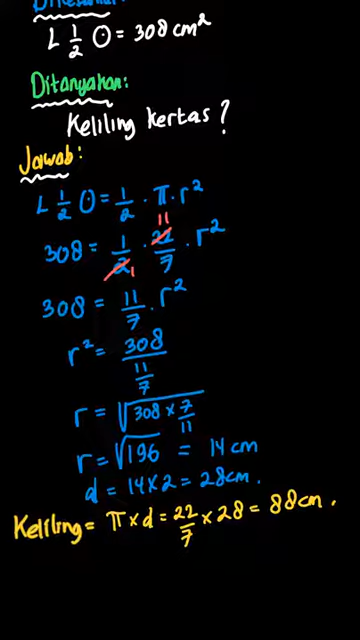 L 1/2 O = 308 cm²
Ditanyakan:
Keliling kertas?
Jawab:
L 1/2 O = 1/2 · π · r²
11
308 = 1/2 · 22/7 · r²
1
308 = 11/7 · r²
r² = 308 / (11/7)
r = √(308 × 7/11)
r = √196 = 14 cm
d = 14 × 2 = 28 cm.
Keliling = π × d = 22/7 × 28 = 88 cm.